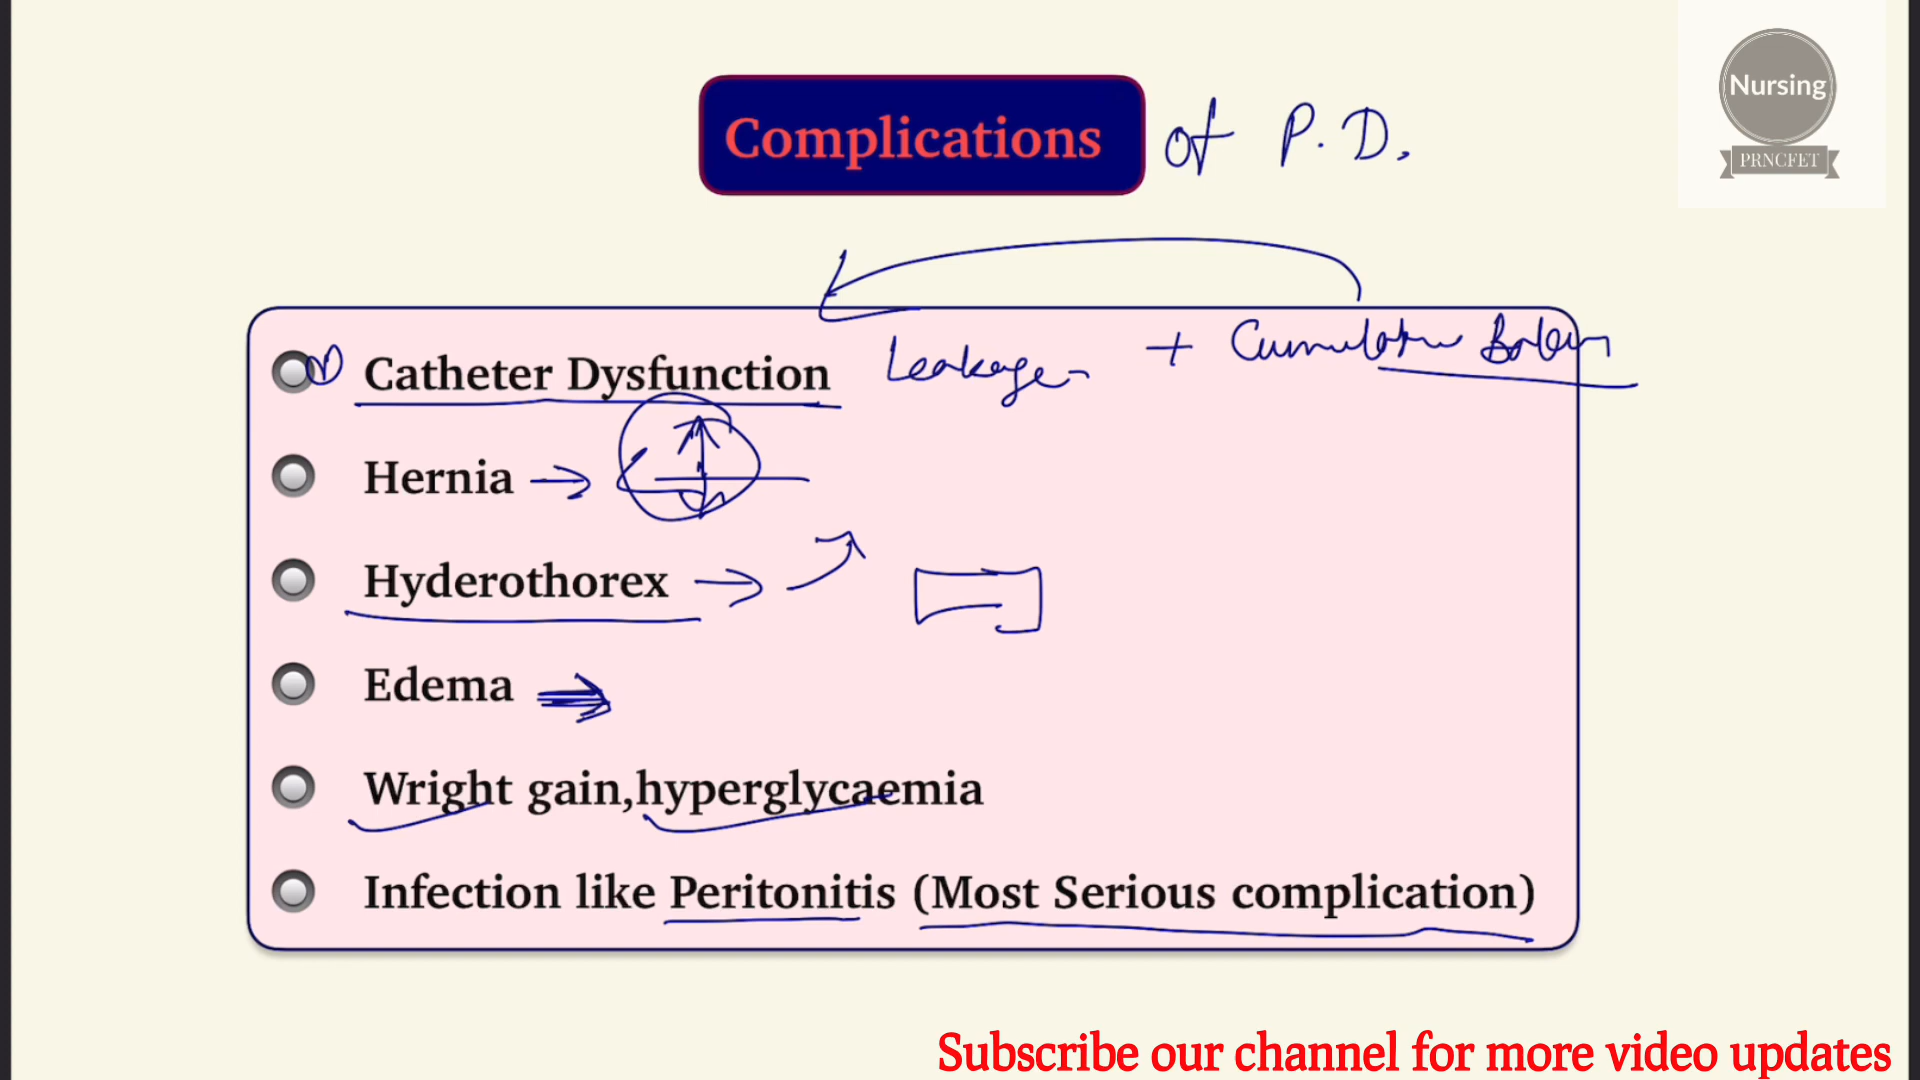 Nursing
PRNCFET
Complications of P.D.
Catheter Dysfunction Leakage + Cumulative
Hernia
Hyderothorex
Edema
Wright gain,hyperglycaemia
Infection like Peritonitis (Most Serious complication)
Subscribe our channel for more video updates